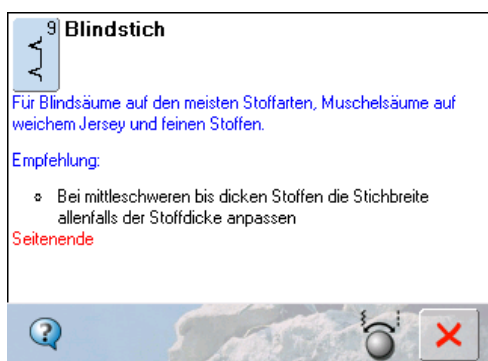 9 Blindstich
Für Blindsäume auf den meisten Stoffarten, Muschelsäume auf
weichem Jersey und feinen Stoffen.
Empfehlung:
Bei mittleschweren bis dicken Stoffen die Stichbreite
allenfalls der Stoffdicke anpassen
Seitenende
?